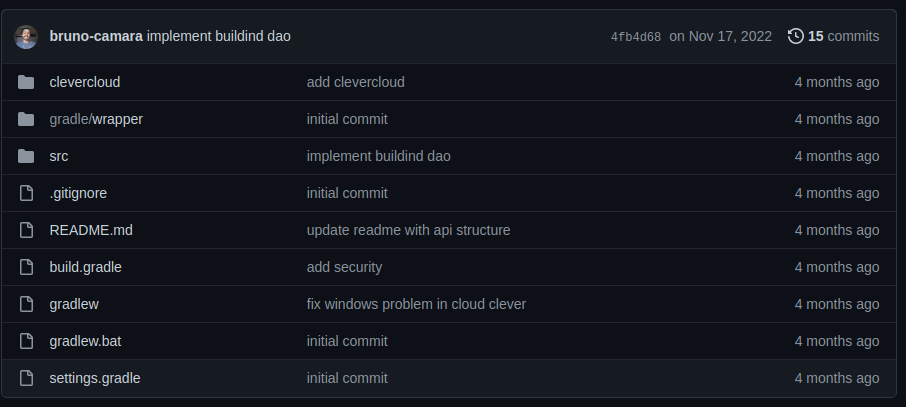 bruno-camara implement buildind dao 4fb4d68 on Nov 17, 2022 15 commits
clevercloud add clevercloud 4 months ago
gradle/wrapper initial commit 4 months ago
src implement buildind dao 4 months ago
.gitignore initial commit 4 months ago
README.md update readme with api structure 4 months ago
build.gradle add security 4 months ago
gradlew fix windows problem in cloud clever 4 months ago
gradlew.bat initial commit 4 months ago
settings.gradle initial commit 4 months ago